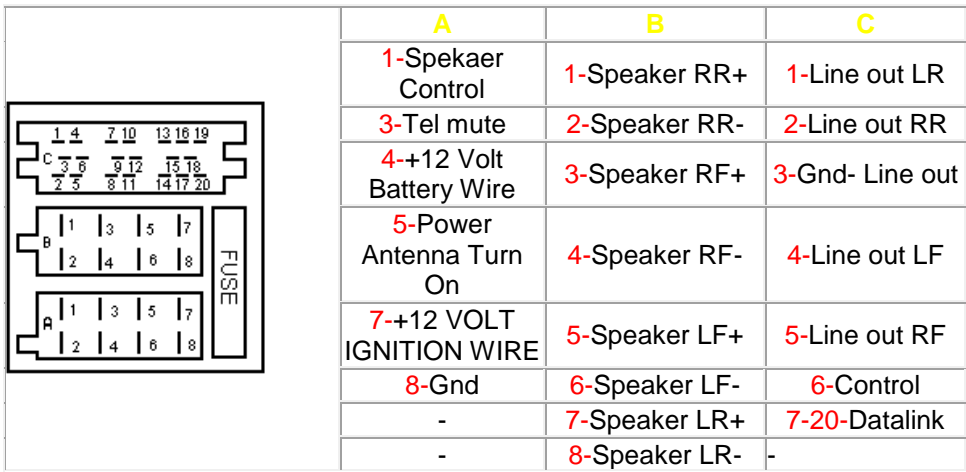 A B C
1-Spekaer
Control
1-Speaker RR+
1-Line out LR
3-Tel mute
2-Speaker RR-
2-Line out RR
4-+12 Volt
Battery Wire
3-Speaker RF+
3-Gnd- Line out
5-Power
Antenna Turn
On
4-Speaker RF-
4-Line out LF
7-+12 VOLT
IGNITION WIRE
5-Speaker LF+
5-Line out RF
8-Gnd
6-Speaker LF-
6-Control
-
7-Speaker LR+
7-20-Datalink
-
8-Speaker LR-
-
1 4 7 10 13 16 19
C 3 6 9 12 15 18
2 5 8 11 14 17 20
1 3 5 7
B
2 4 6 8
FUSE
1 3 5 7
A
2 4 6 8